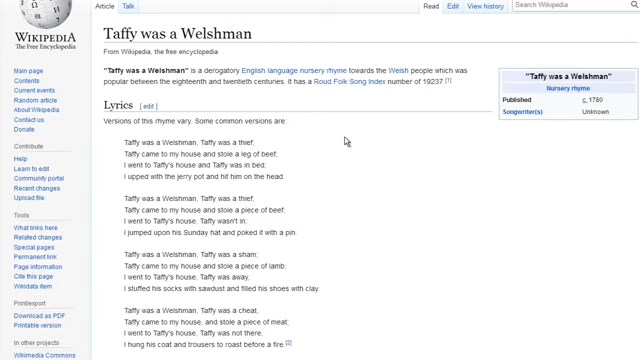 Article Talk Read Edit View history Search Wikipedia
WIKIPEDIA
The Free Encyclopedia
Taffy was a Welshman
From Wikipedia, the free encyclopedia
"Taffy was a Welshman" is a derogatory English language nursery rhyme towards the Welsh people which was
popular between the eighteenth and twentieth centuries. It has a Roud Folk Song Index number of 19237.[1]
"Taffy was a Welshman"
Nursery rhyme
Published c. 1780
Songwriter(s) Unknown
Main page
Contents
Current events
Random article
About Wikipedia
Contact us
Donate
Contribute
Help
Learn to edit
Community portal
Recent changes
Upload file
Tools
What links here
Related changes
Special pages
Permanent link
Page information
Cite this page
Wikidata item
Print/export
Download as PDF
Printable version
In other projects
Wikimedia Commons
Lyrics [ edit ]
Versions of this rhyme vary. Some common versions are:
Taffy was a Welshman, Taffy was a thief;
Taffy came to my house and stole a leg of beef;
I went to Taffy's house and Taffy was in bed;
I upped with the jerry pot and hit him on the head.
Taffy was a Welshman, Taffy was a thief;
Taffy came to my house and stole a piece of beef;
I went to Taffy's house, Taffy wasn't in;
I jumped upon his Sunday hat and poked it with a pin.
Taffy was a Welshman, Taffy was a sham;
Taffy came to my house and stole a piece of lamb;
I went to Taffy's house, Taffy was away,
I stuffed his socks with sawdust and filled his shoes with clay.
Taffy was a Welshman, Taffy was a cheat,
Taffy came to my house, and stole a piece of meat;
I went to Taffy's house, Taffy was not there,
I hung his coat and trousers to roast before a fire.[2]